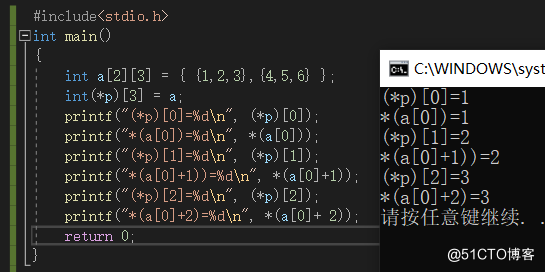 #include<stdio.h>
int main()
{
int a[2][3] = { {1,2,3},{4,5,6} };
int(*p)[3] = a;
printf("(*p)[0]=%d\n", (*p)[0]);
printf("*(a[0])=%d\n", *(a[0]));
printf("(*p)[1]=%d\n", (*p)[1]);
printf("*(a[0]+1))=%d\n", *(a[0]+1));
printf("(*p)[2]=%d\n", (*p)[2]);
printf("*(a[0]+2)=%d\n", *(a[0]+ 2));
return 0;
}
C:\WINDOWS\syst
(*p)[0]=1
*(a[0])=1
(*p)[1]=2
*(a[0]+1))=2
(*p)[2]=3
*(a[0]+2)=3
请按任意键继续. .
@51CTO博客